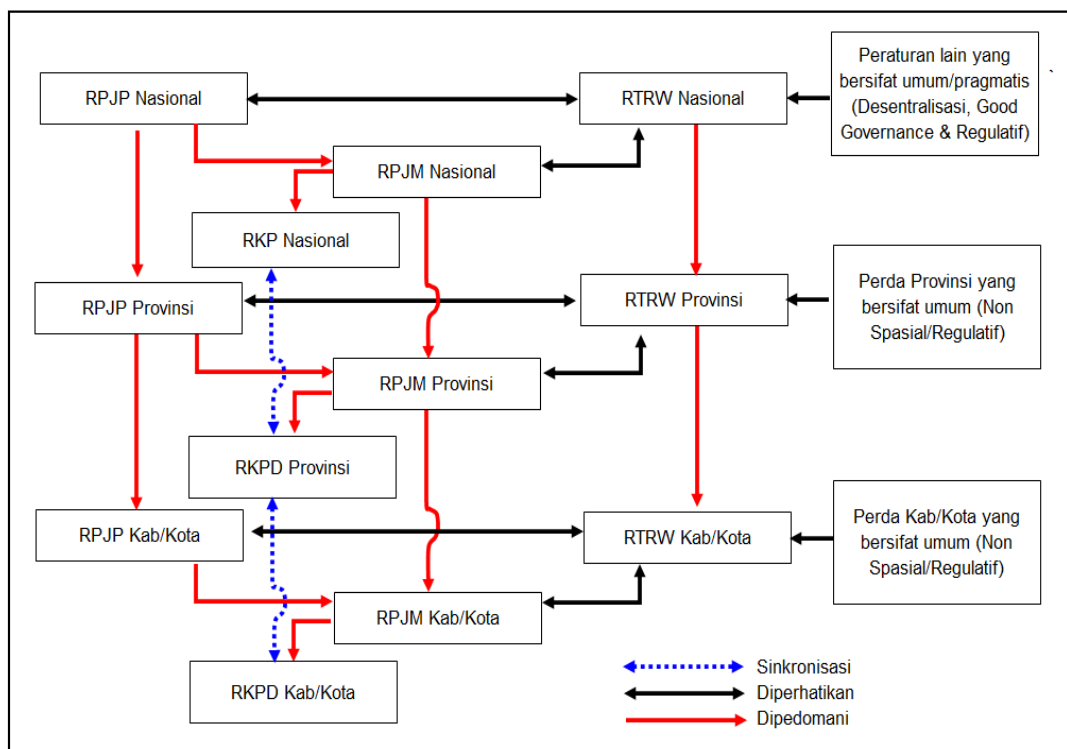 Peraturan lain yang
bersifat umum/pragmatis
(Desentralisasi, Good
Governance & Regulatif)
`
RPJP Nasional
RTRW Nasional
RPJM Nasional
RKP Nasional
RPJP Provinsi
RTRW Provinsi
Perda Provinsi yang
bersifat umum (Non
Spasial/Regulatif)
RPJM Provinsi
RKPD Provinsi
RPJP Kab/Kota
RTRW Kab/Kota
Perda Kab/Kota yang
bersifat umum (Non
Spasial/Regulatif)
RPJM Kab/Kota
RKPD Kab/Kota
Sinkronisasi
Diperhatikan
Dipedomani